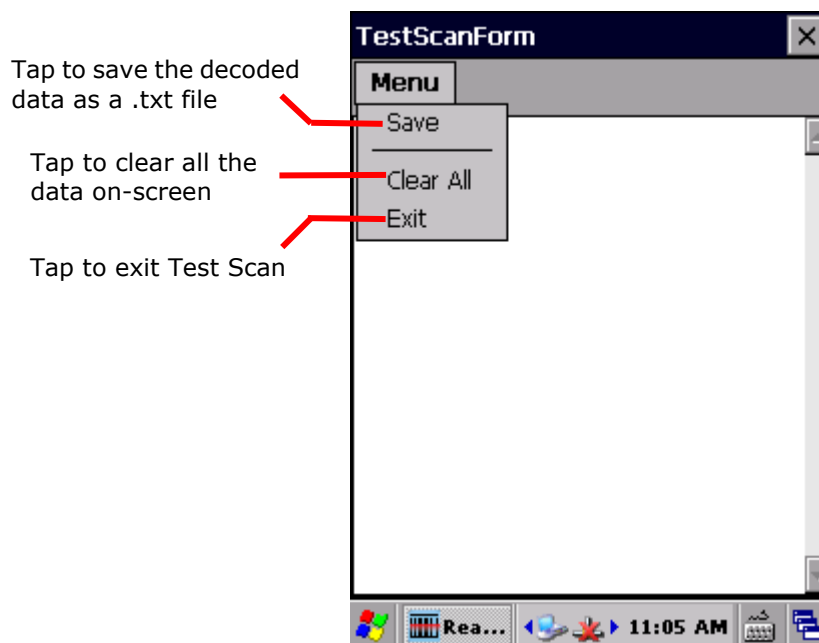 TestScanForm
Menu
Tap to save the decoded
data as a .txt file
Save
Tap to clear all the
data on-screen
Clear All
Exit
Tap to exit Test Scan
Rea...
11:05 AM